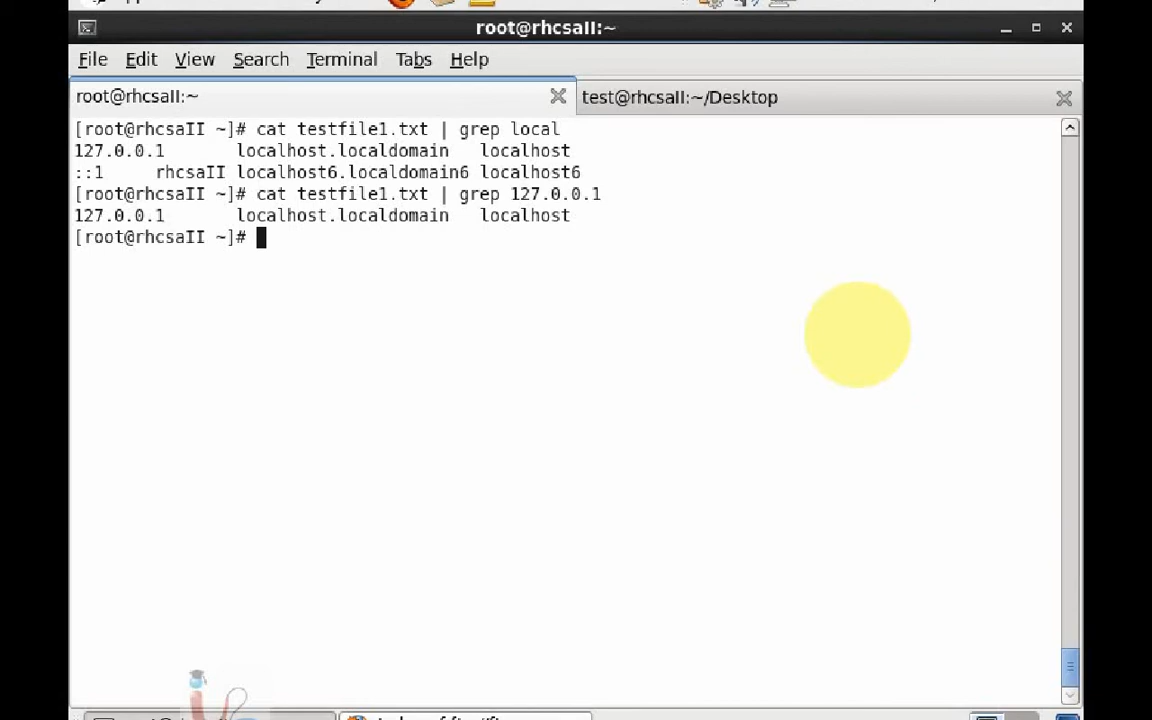 root@rhcsaII:~
File Edit View Search Terminal Tabs Help
root@rhcsaII:~ test@rhcsaII:~/Desktop
[root@rhcsaII ~]# cat testfile1.txt | grep local
127.0.0.1 localhost.localdomain localhost
::1 rhcsaII localhost6.localdomain6 localhost6
[root@rhcsaII ~]# cat testfile1.txt | grep 127.0.0.1
127.0.0.1 localhost.localdomain localhost
[root@rhcsaII ~]#